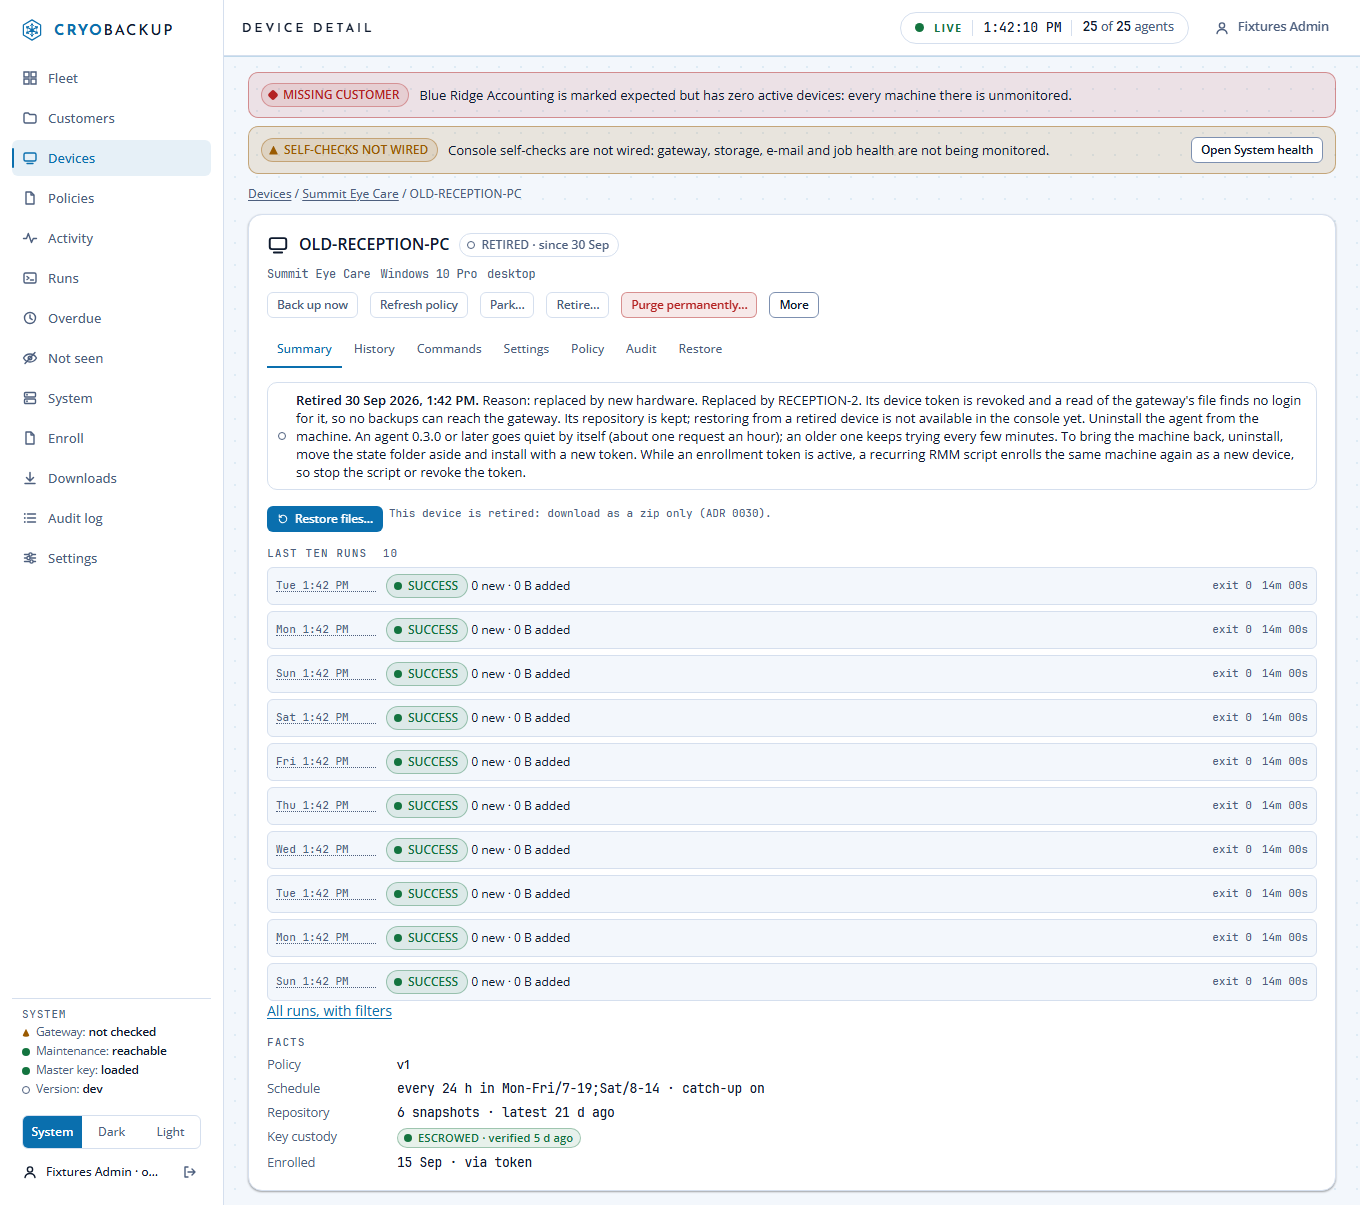 CRYOBACKUP
DEVICE DETAIL
LIVE 1:42:10 PM 25 of 25 agents
Fixtures Admin
Fleet
Customers
Devices
Policies
Activity
Runs
Overdue
Not seen
System
Enroll
Downloads
Audit log
Settings
MISSING CUSTOMER Blue Ridge Accounting is marked expected but has zero active devices: every machine there is unmonitored.
SELF-CHECKS NOT WIRED Console self-checks are not wired: gateway, storage, e-mail and job health are not being monitored. Open System health
Devices / Summit Eye Care / OLD-RECEPTION-PC
OLD-RECEPTION-PC RETIRED · since 30 Sep
Summit Eye Care Windows 10 Pro desktop
Back up now Refresh policy Park... Retire... Purge permanently... More
Summary History Commands Settings Policy Audit Restore
Retired 30 Sep 2026, 1:42 PM. Reason: replaced by new hardware. Replaced by RECEPTION-2. Its device token is revoked and a read of the gateway's file finds no login
for it, so no backups can reach the gateway. Its repository is kept; restoring from a retired device is not available in the console yet. Uninstall the agent from the
machine. An agent 0.3.0 or later goes quiet by itself (about one request an hour); an older one keeps trying every few minutes. To bring the machine back, uninstall,
move the state folder aside and install with a new token. While an enrollment token is active, a recurring RMM script enrolls the same machine again as a new device,
so stop the script or revoke the token.
Restore files... This device is retired: download as a zip only (ADR 0030).
LAST TEN RUNS 10
Tue 1:42 PM SUCCESS 0 new · 0 B added exit 0 14m 00s
Mon 1:42 PM SUCCESS 0 new · 0 B added exit 0 14m 00s
Sun 1:42 PM SUCCESS 0 new · 0 B added exit 0 14m 00s
Sat 1:42 PM SUCCESS 0 new · 0 B added exit 0 14m 00s
Fri 1:42 PM SUCCESS 0 new · 0 B added exit 0 14m 00s
Thu 1:42 PM SUCCESS 0 new · 0 B added exit 0 14m 00s
Wed 1:42 PM SUCCESS 0 new · 0 B added exit 0 14m 00s
Tue 1:42 PM SUCCESS 0 new · 0 B added exit 0 14m 00s
Mon 1:42 PM SUCCESS 0 new · 0 B added exit 0 14m 00s
Sun 1:42 PM SUCCESS 0 new · 0 B added exit 0 14m 00s
All runs, with filters
FACTS
Policy v1
Schedule every 24 h in Mon-Fri/7-19;Sat/8-14 · catch-up on
Repository 6 snapshots · latest 21 d ago
Key custody ESCROWED · verified 5 d ago
Enrolled 15 Sep · via token
SYSTEM
Gateway: not checked
Maintenance: reachable
Master key: loaded
Version: dev
System Dark Light
Fixtures Admin · o...